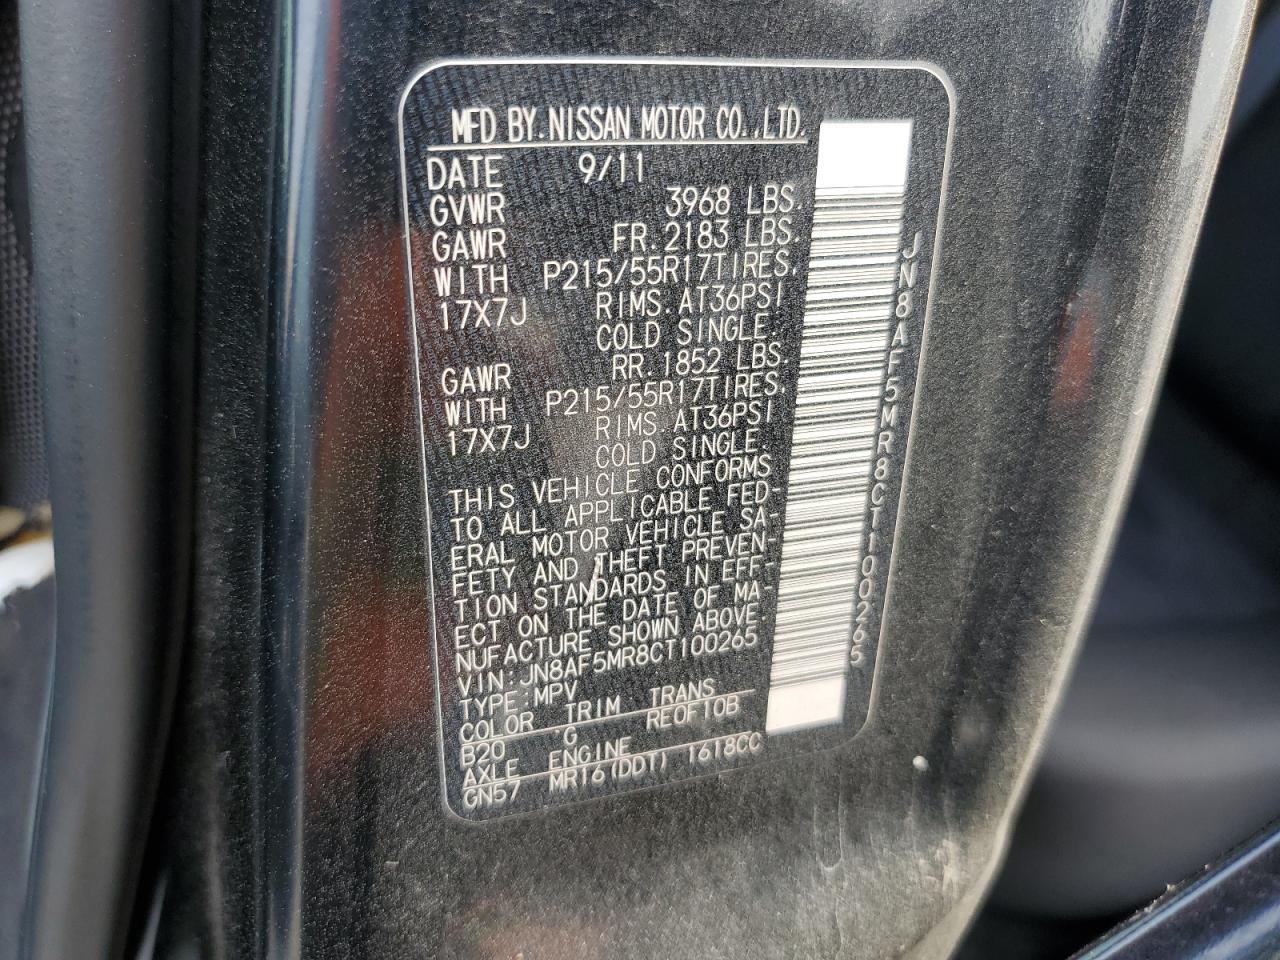 MFD BY.NISSAN MOTOR CO.,LTD.
DATE 9/11
GVWR 3968 LBS.
GAWR FR.2183 LBS.
WITH P215/55R17TIRES.
17X7J RIMS.AT36PSI
COLD SINGLE.
GAWR RR.1852 LBS.
WITH P215/55R17TIRES.
17X7J RIMS.AT36PSI
COLD SINGLE.
THIS VEHICLE CONFORMS
TO ALL APPLICABLE FED-
ERAL MOTOR VEHICLE SA-
FETY AND THEFT PREVEN-
TION STANDARDS IN EFF-
ECT ON THE DATE OF MA-
NUFACTURE SHOWN ABOVE.
VIN:JN8AF5MR8CT100265
TYPE:MPV
COLOR TRIM TRANS
B20 G RE0F10B
AXLE ENGINE
GN57 MR16(DDT) 1618CC
JN8AF5MR8CT100265